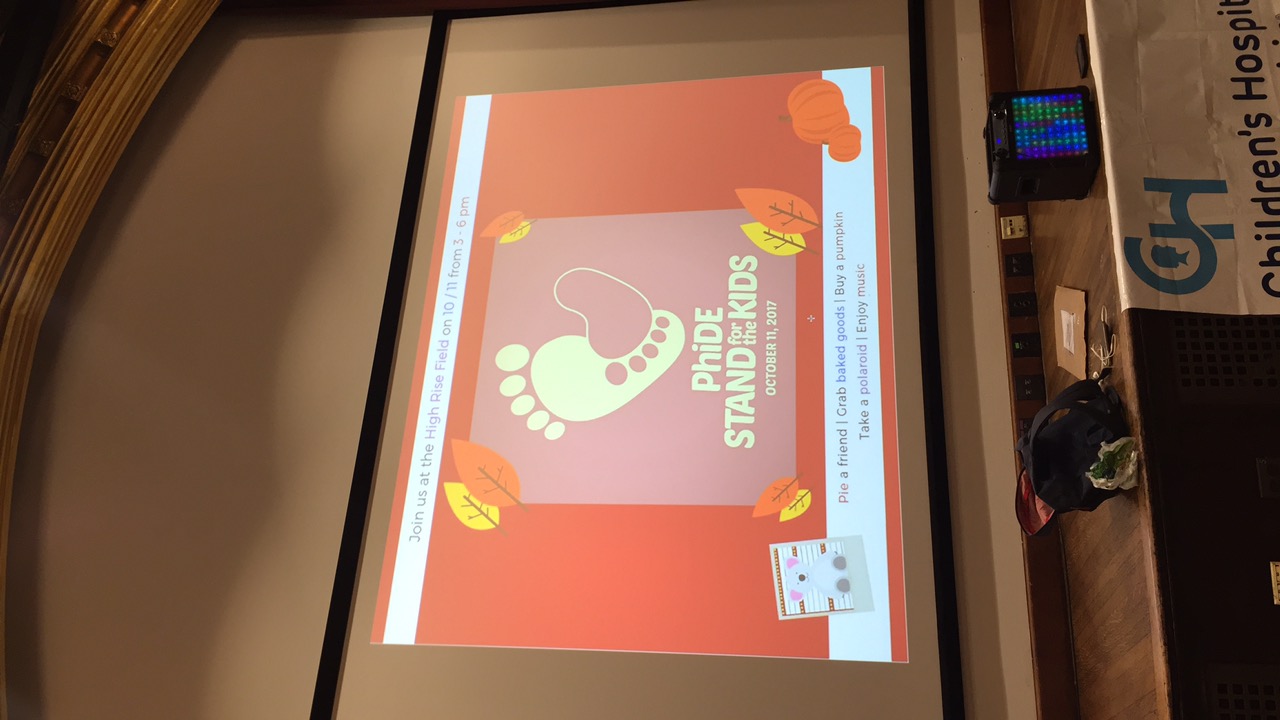 Join us at the High Rise Field on 10 / 11 from 3 - 6 pm
PhiDE
STAND for the KIDS
OCTOBER 11, 2017
Pie a friend | Grab baked goods | Buy a pumpkin
Take a polaroid | Enjoy music
CH
Children's Hospit